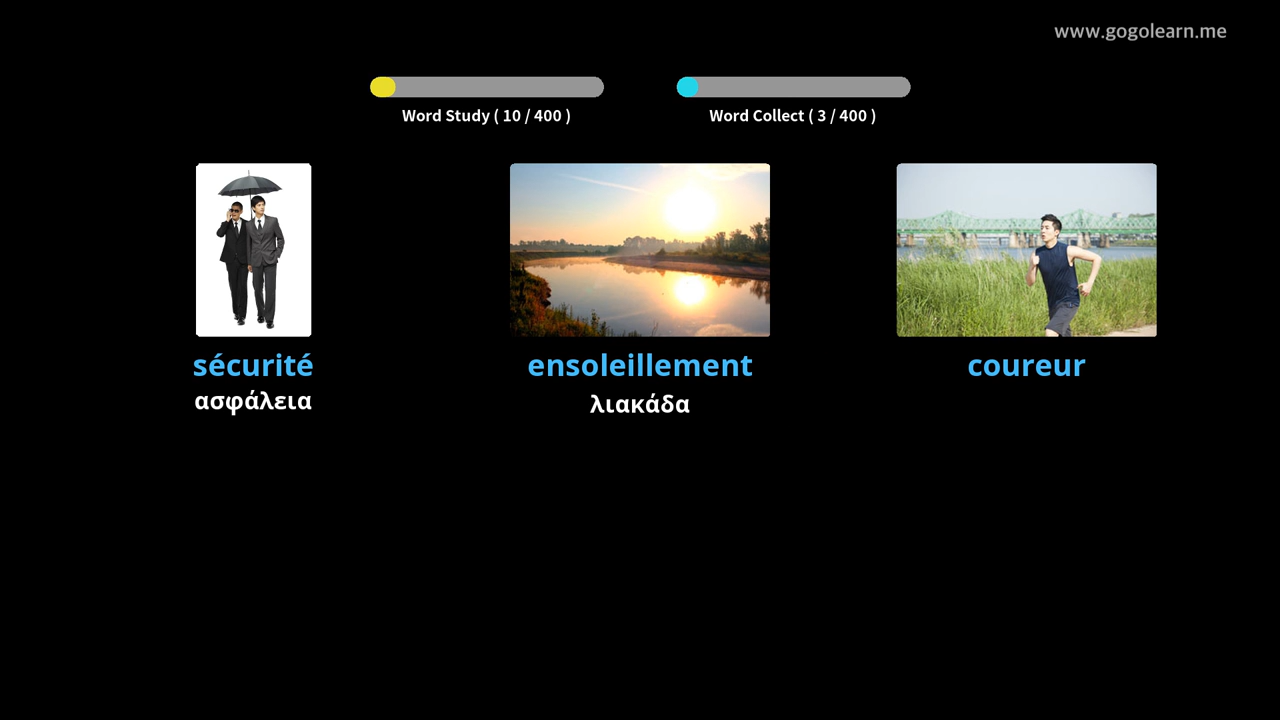 www.gogolearn.me
Word Study ( 10 / 400 )
Word Collect ( 3 / 400 )
sécurité
ασφάλεια
ensoleillement
λιακάδα
coureur